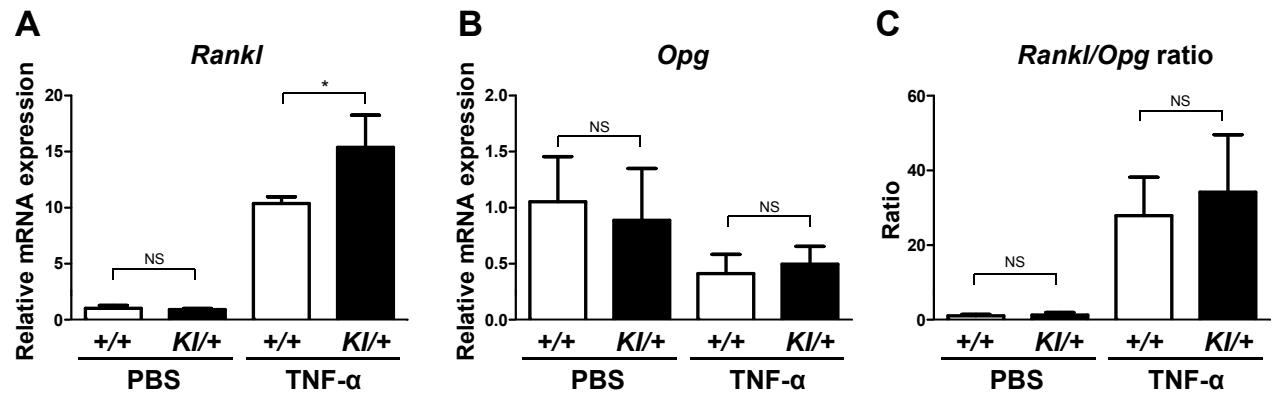 A
Rankl
Relative mRNA expression
20
15
10
5
0
NS
*
+/+
KI/+
+/+
KI/+
PBS
TNF-α
B
Opg
Relative mRNA expression
2.0
1.5
1.0
0.5
0.0
NS
NS
+/+
KI/+
+/+
KI/+
PBS
TNF-α
C
Rankl/Opg ratio
Ratio
60
40
20
0
NS
NS
+/+
KI/+
+/+
KI/+
PBS
TNF-α